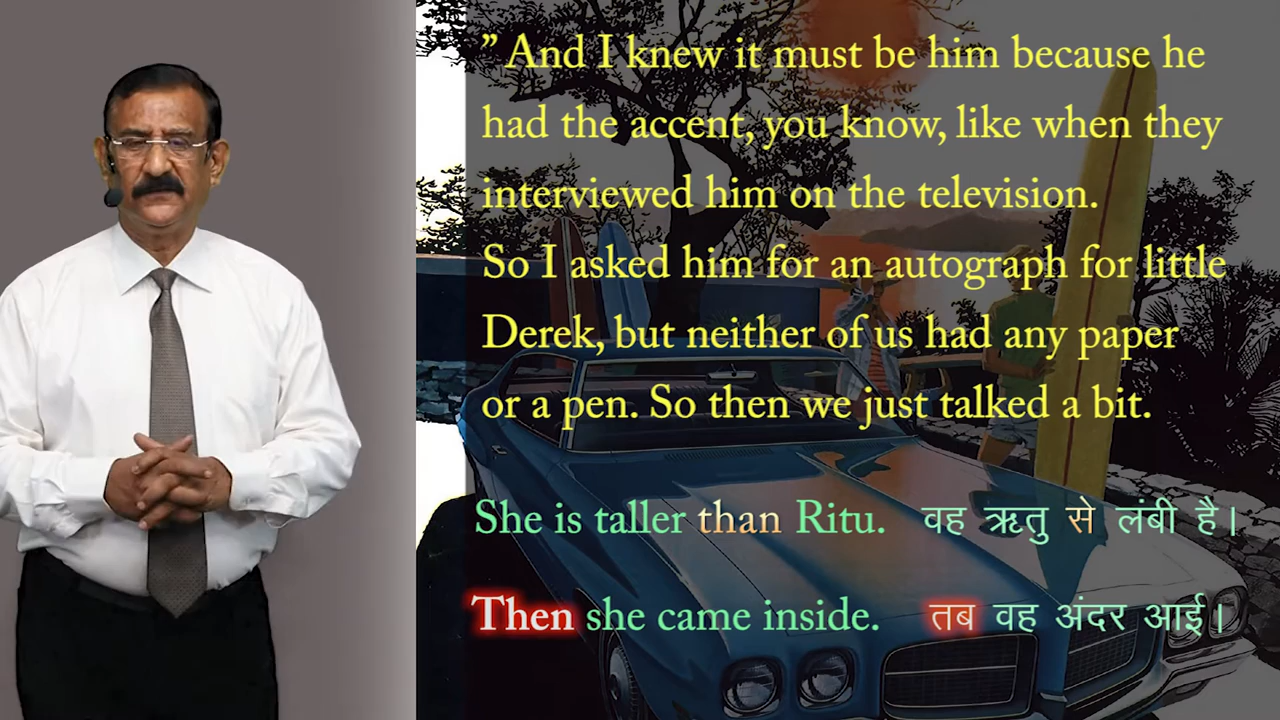 ” And I knew it must be him because he
had the accent, you know, like when they
interviewed him on the television.
So I asked him for an autograph for little
Derek, but neither of us had any paper
or a pen. So then we just talked a bit.
She is taller than Ritu. वह ऋतु से लंबी है।
Then she came inside. तब वह अंदर आई।